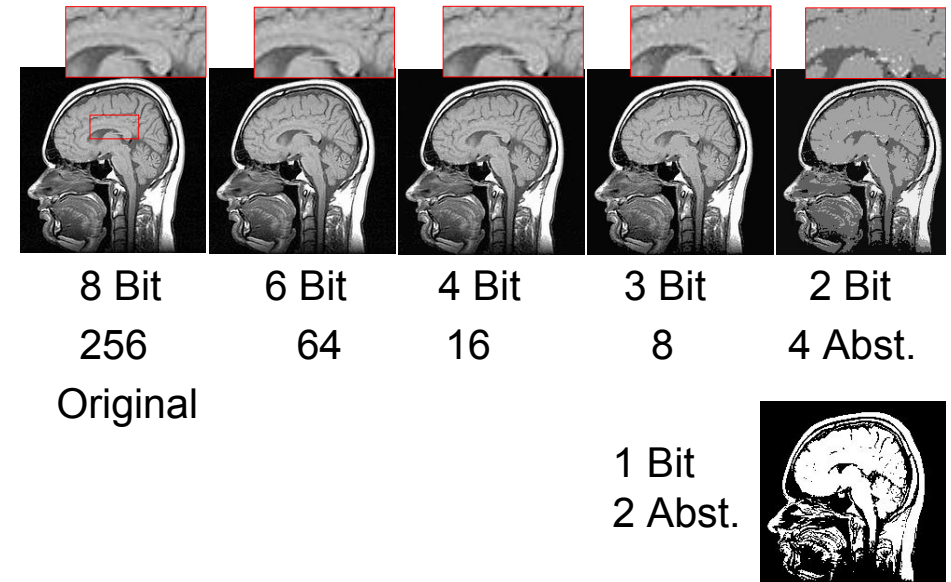 8 Bit 6 Bit 4 Bit 3 Bit 2 Bit
256 64 16 8 4 Abst.
Original
1 Bit
2 Abst.